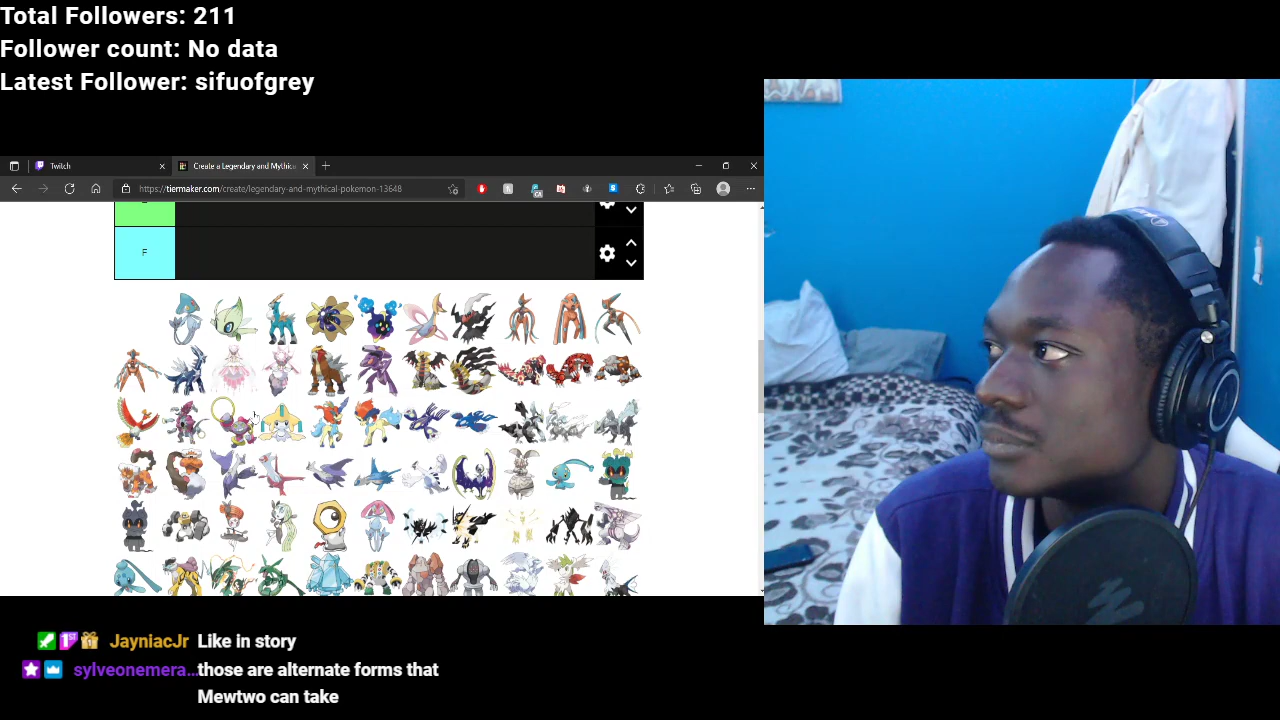 Total Followers: 211
Follower count: No data
Latest Follower: sifuofgrey
Twitch
Create a Legendary and Mythica
https://tiermaker.com/create/legendary-and-mythical-pokemon-13648
F
JayniacJr Like in story
sylveonemera... those are alternate forms that
Mewtwo can take